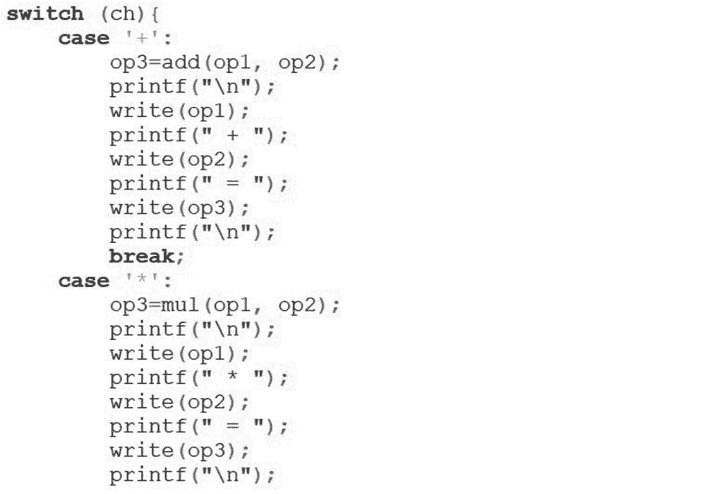 switch (ch){
    case '+':
        op3=add(op1, op2);
        printf("\n");
        write(op1);
        printf(" + ");
        write(op2);
        printf(" = ");
        write(op3);
        printf("\n");
        break;
    case '*':
        op3=mul(op1, op2);
        printf("\n");
        write(op1);
        printf(" * ");
        write(op2);
        printf(" = ");
        write(op3);
        printf("\n");